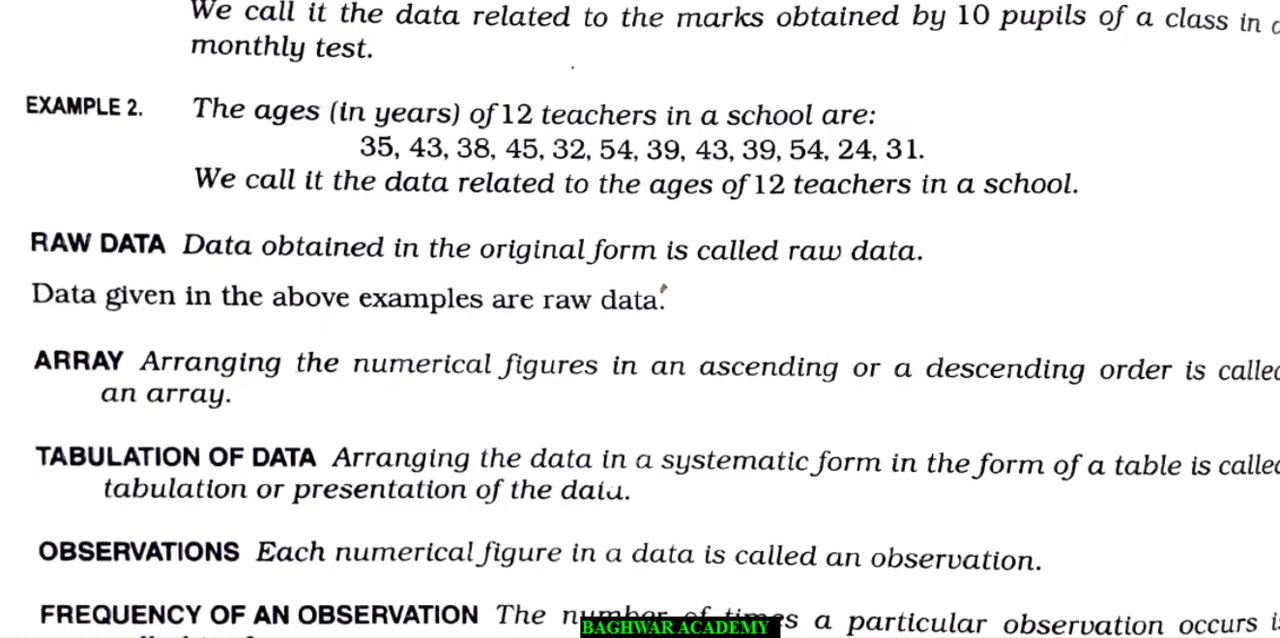 We call it the data related to the marks obtained by 10 pupils of a class in
monthly test.
EXAMPLE 2. The ages (in years) of 12 teachers in a school are:
35, 43, 38, 45, 32, 54, 39, 43, 39, 54, 24, 31.
We call it the data related to the ages of 12 teachers in a school.
RAW DATA Data obtained in the original form is called raw data.
Data given in the above examples are raw data.
ARRAY Arranging the numerical figures in an ascending or a descending order is called
an array.
TABULATION OF DATA Arranging the data in a systematic form in the form of a table is called
tabulation or presentation of the data.
OBSERVATIONS Each numerical figure in a data is called an observation.
FREQUENCY OF AN OBSERVATION The number of times a particular observation occurs
BAGHWAR ACADEMY